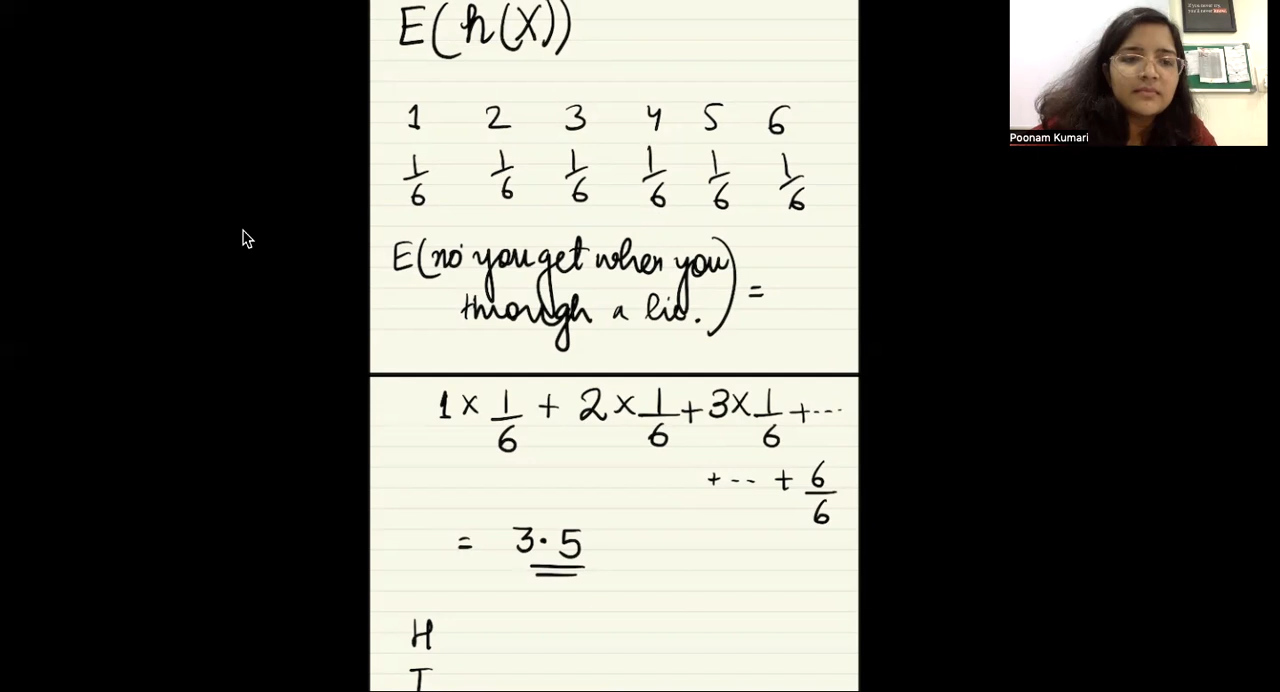 E(h(X))
1 2 3 4 5 6
1/6 1/6 1/6 1/6 1/6 1/6
E(no you get when you
through a lid.) =
1 × 1/6 + 2 × 1/6 + 3 × 1/6 + ...
+ ... + 6/6
= 3.5
H
T
Poonam Kumari